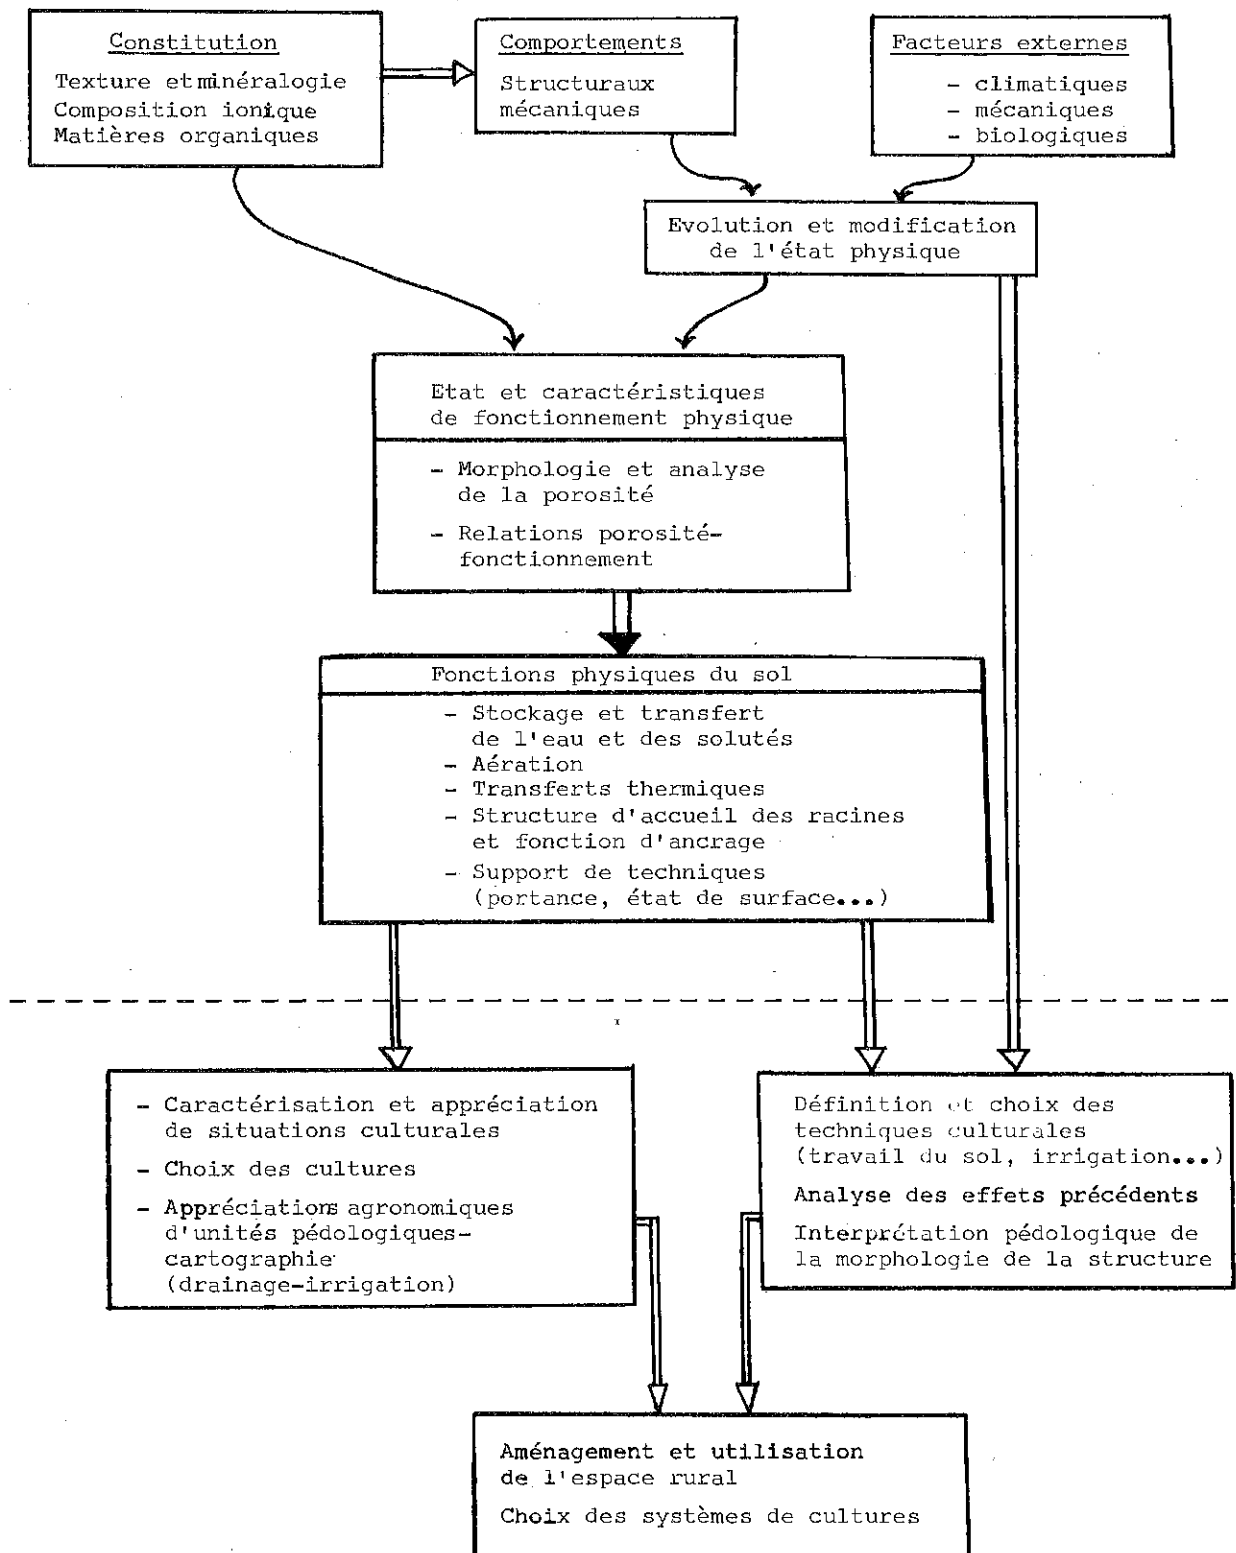 Constitution
Texture et minéralogie
Composition ionique
Matières organiques
Comportements
Structuraux
mécaniques
Facteurs externes
- climatiques
- mécaniques
- biologiques
Evolution et modification
de l'état physique
Etat et caractéristiques
de fonctionnement physique
- Morphologie et analyse
de la porosité
- Relations porosité-
fonctionnement
Fonctions physiques du sol
- Stockage et transfert
de l'eau et des solutés
- Aération
- Transferts thermiques
- Structure d'accueil des racines
et fonction d'ancrage
- Support de techniques
(portance, état de surface...)
- Caractérisation et appréciation
de situations culturales
- Choix des cultures
- Appréciations agronomiques
d'unités pédologiques-
cartographie
(drainage-irrigation)
Définition et choix des
techniques culturales
(travail du sol, irrigation...)
Analyse des effets précédents
Interprétation pédologique de
la morphologie de la structure
Aménagement et utilisation
de l'espace rural
Choix des systèmes de cultures